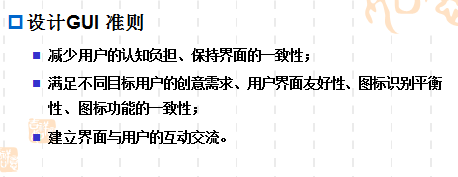 设计GUI 准则
减少用户的认知负担、保持界面的一致性；
满足不同目标用户的创意需求、用户界面友好性、图标识别平衡
性、图标功能的一致性；
建立界面与用户的互动交流。